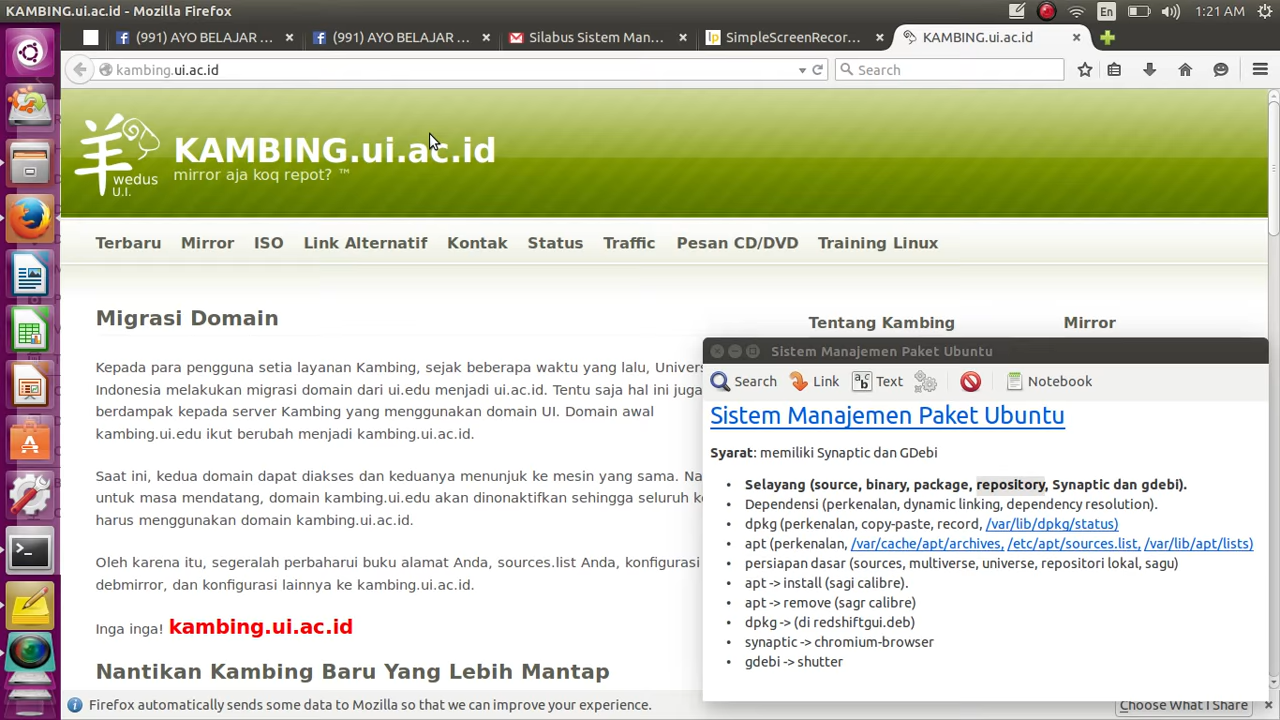 KAMBING.ui.ac.id - Mozilla Firefox
En
1:21 AM
(991) AYO BELAJAR ...
(991) AYO BELAJAR ...
Silabus Sistem Man...
SimpleScreenRecor...
KAMBING.ui.ac.id
kambing.ui.ac.id
Search
羊
wedus
U.I.
KAMBING.ui.ac.id
mirror aja koq repot? ™
Terbaru Mirror ISO Link Alternatif Kontak Status Traffic Pesan CD/DVD Training Linux
Migrasi Domain
Kepada para pengguna setia layanan Kambing, sejak beberapa waktu yang lalu, Univers
Indonesia melakukan migrasi domain dari ui.edu manjadi ui.ac.id. Tentu saja hal ini juga
berdampak kepada server Kambing yang menggunakan domain UI. Domain awal
kambing.ui.edu ikut berubah menjadi kambing.ui.ac.id.
Saat ini, kedua domain dapat diakses dan keduanya menunjuk ke mesin yang sama. Na
untuk masa mendatang, domain kambing.ui.edu akan dinonaktifkan sehingga seluruh k
harus menggunakan domain kambing.ui.ac.id.
Oleh karena itu, segeralah perbaharui buku alamat Anda, sources.list Anda, konfigurasi
debmirror, dan konfigurasi lainnya ke kambing.ui.ac.id.
Inga inga! kambing.ui.ac.id
Nantikan Kambing Baru Yang Lebih Mantap
Tentang Kambing
Mirror
Sistem Manajemen Paket Ubuntu
Search Link Text Notebook
Sistem Manajemen Paket Ubuntu
Syarat: memiliki Synaptic dan GDebi
• Selayang (source, binary, package, repository, Synaptic dan gdebi).
• Dependensi (perkenalan, dynamic linking, dependency resolution).
• dpkg (perkenalan, copy-paste, record, /var/lib/dpkg/status)
• apt (perkenalan, /var/cache/apt/archives, /etc/apt/sources.list, /var/lib/apt/lists)
• persiapan dasar (sources, multiverse, universe, repositori lokal, sagu)
• apt -> install (sagi calibre).
• apt -> remove (sagr calibre)
• dpkg -> (di redshiftgui.deb)
• synaptic -> chromium-browser
• gdebi -> shutter
Firefox automatically sends some data to Mozilla so that we can improve your experience.
Choose What I Share